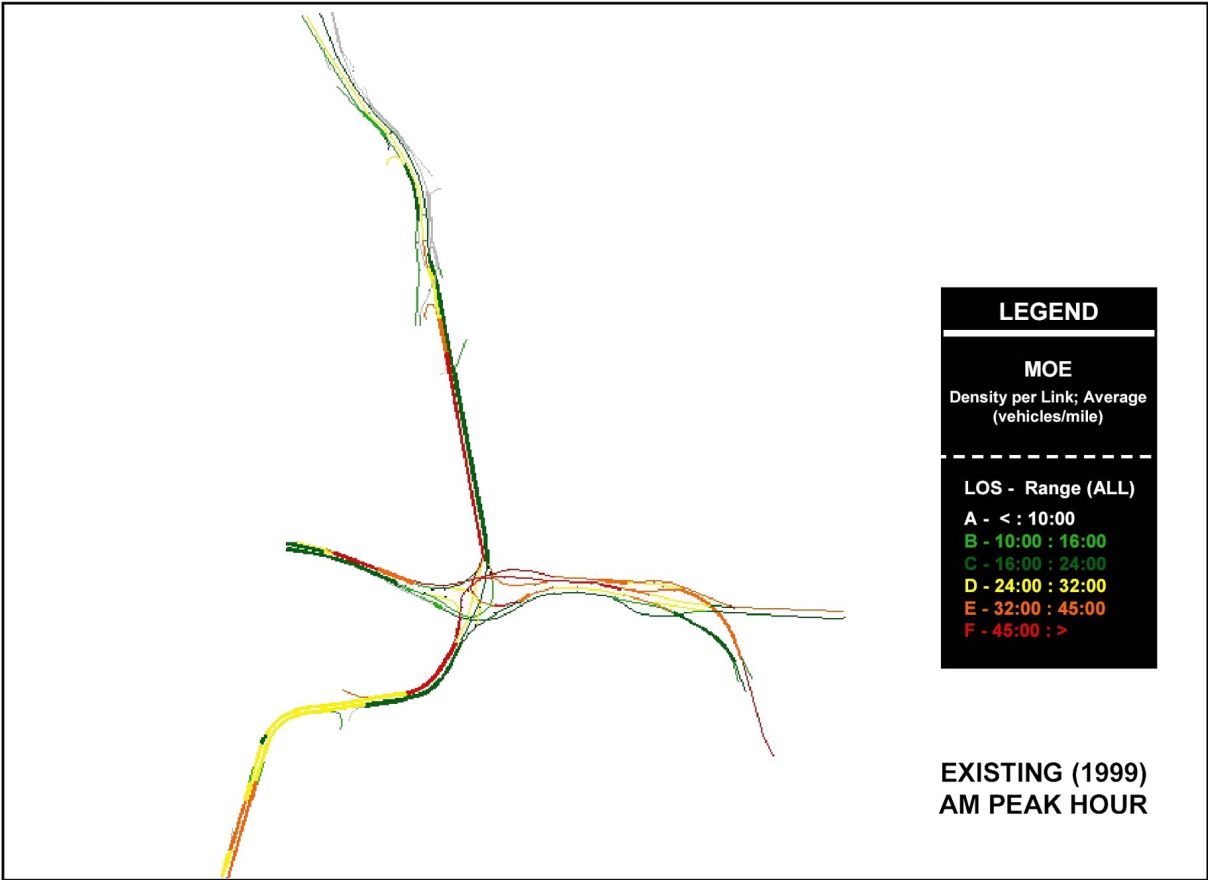 LEGEND
MOE
Density per Link; Average
(vehicles/mile)
LOS - Range (ALL)
A - < : 10:00
B - 10:00 : 16:00
C - 16:00 : 24:00
D - 24:00 : 32:00
E - 32:00 : 45:00
F - 45:00 : >
EXISTING (1999)
AM PEAK HOUR